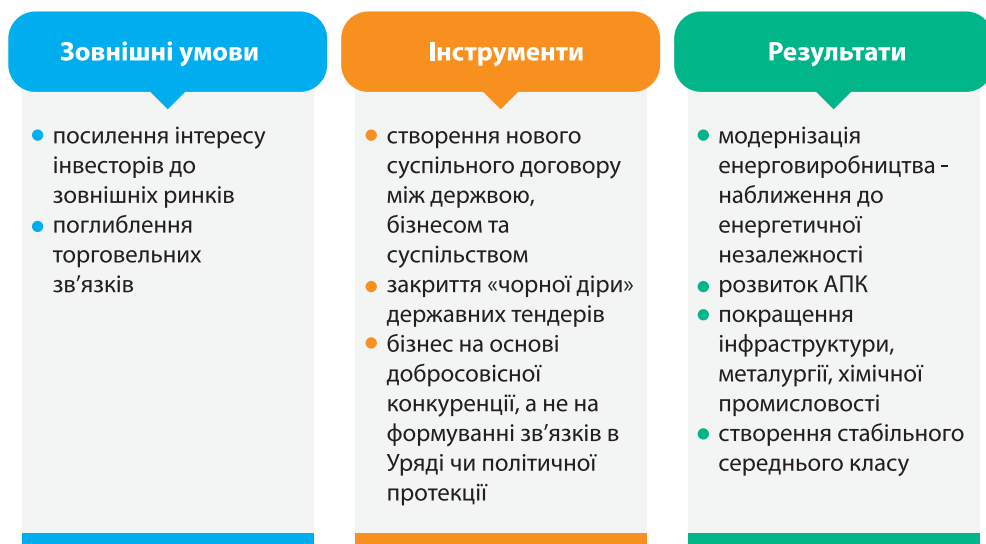 Зовнішні умови
посилення інтересу
інвесторів до
зовнішніх ринків
поглиблення
торговельних
зв'язків
Інструменти
створення нового
суспільного договору
між держвою,
бізнесом та
суспільством
закриття «чорної діри»
державних тендерів
бізнес на основі
добросовісної
конкуренції, а не на
формуванні зв'язків в
Уряді чи політичної
протекції
Результати
модернізація
енерговиробництва -
наближення до
енергетичної
незалежності
розвиток АПК
покращення
інфраструктури,
металургії, хімічної
промисловості
створення стабільного
середнього класу